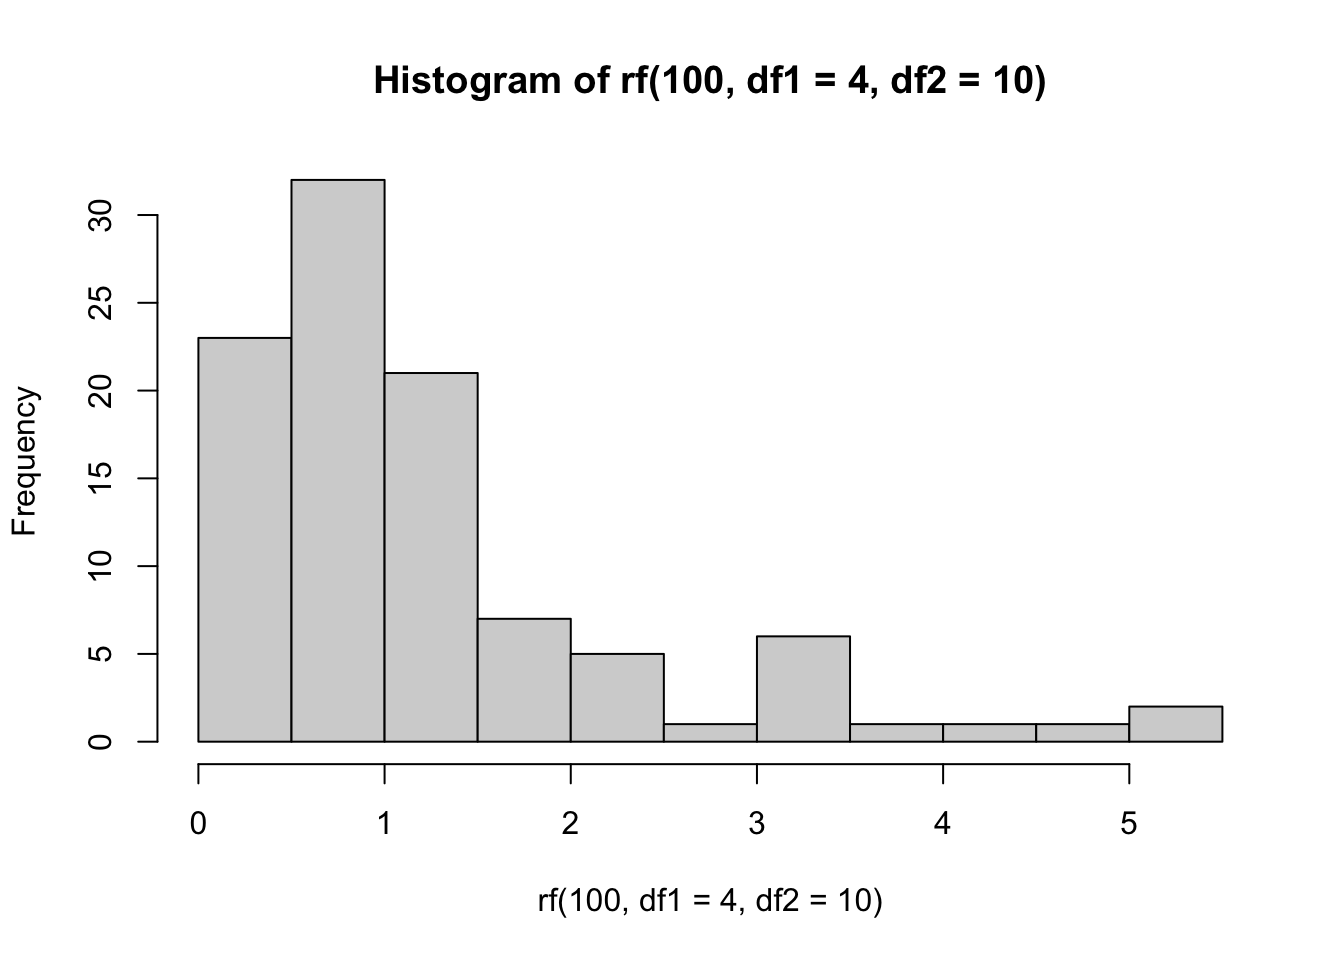 Histogram of rf(100, df1 = 4, df2 = 10)
Frequency
30
25
20
15
10
5
0
0 1 2 3 4 5
rf(100, df1 = 4, df2 = 10)